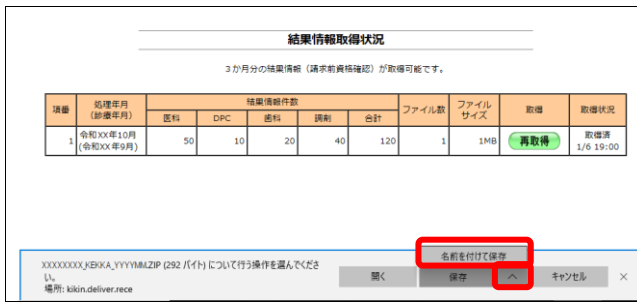 結果情報取得状況
3か月分の結果情報（請求前資格確認）が取得可能です。
項番 処理年月（診療年月） 結果情報件数 ファイル数 ファイルサイズ 取得 取得状況
医科 DPC 歯科 調剤 合計
1 令和XX年10月 (令和XX年9月) 50 10 20 40 120 1 1MB 再取得 取得済 1/6 19:00
名前を付けて保存
XXXXXXXX_KEKKA_YYYYMM.ZIP (292 バイト) について行う操作を選んでくださ
い。
場所: kikin.deliver.rece
開く 保存 ^ キャンセル ×